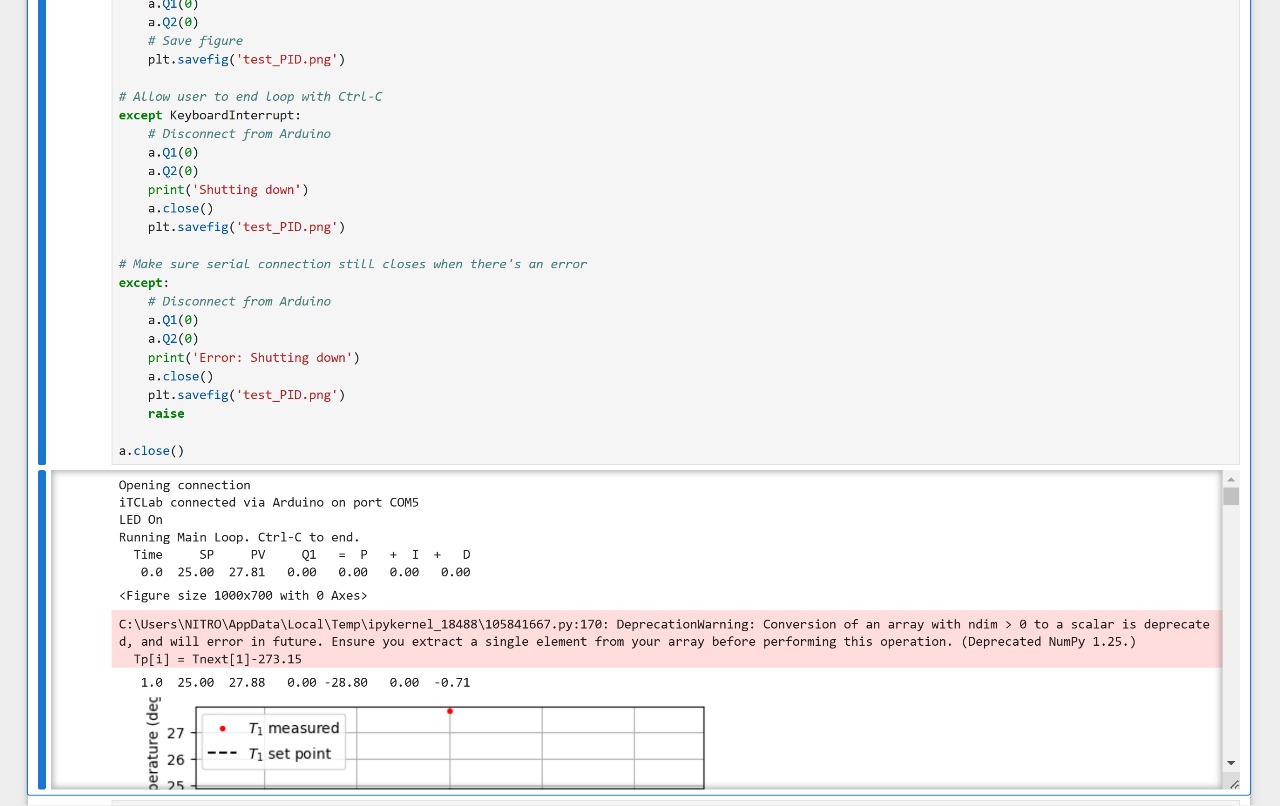 a.Q1(0)
a.Q2(0)
# Save figure
plt.savefig('test_PID.png')
# Allow user to end loop with Ctrl-C
except KeyboardInterrupt:
# Disconnect from Arduino
a.Q1(0)
a.Q2(0)
print('Shutting down')
a.close()
plt.savefig('test_PID.png')
# Make sure serial connection still closes when there's an error
except:
# Disconnect from Arduino
a.Q1(0)
a.Q2(0)
print('Error: Shutting down')
a.close()
plt.savefig('test_PID.png')
raise
a.close()
Opening connection
iTCLab connected via Arduino on port COM5
LED On
Running Main Loop. Ctrl-C to end.
Time SP PV Q1 = P + I + D
0.0 25.00 27.81 0.00 0.00 0.00 0.00
<Figure size 1000x700 with 0 Axes>
C:\Users\NITRO\AppData\Local\Temp\ipykernel_18488\105841667.py:170: DeprecationWarning: Conversion of an array with ndim > 0 to a scalar is deprecate
d, and will error in future. Ensure you extract a single element from your array before performing this operation. (Deprecated NumPy 1.25.)
Tp[i] = Tnext[1]-273.15
1.0 25.00 27.88 0.00 -28.80 0.00 -0.71
T1 measured
T1 set point
27
26
25